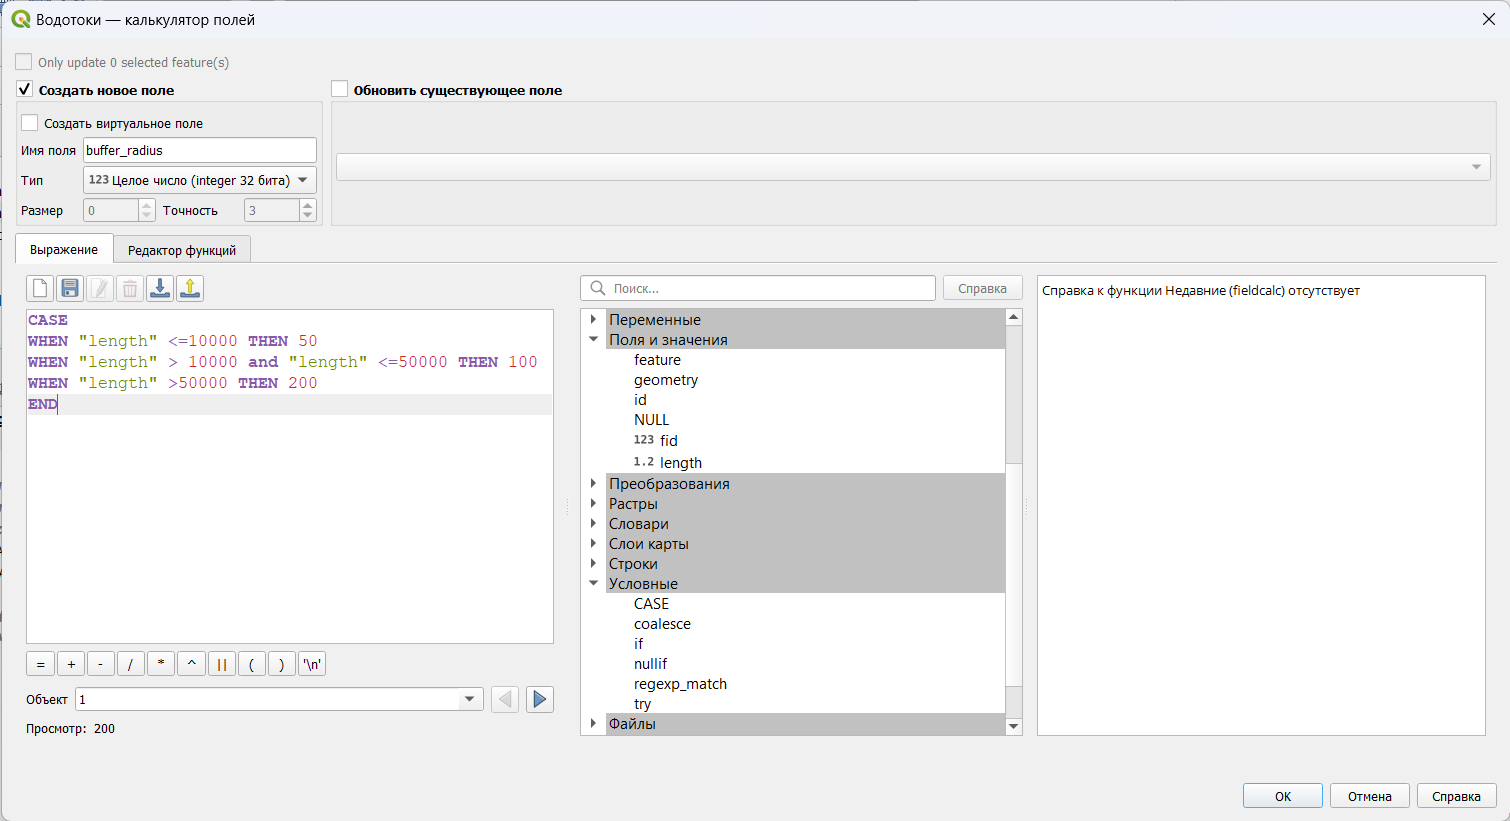 Водотоки — калькулятор полей
Only update 0 selected feature(s)
Создать новое поле
Обновить существующее поле
Создать виртуальное поле
Имя поля buffer_radius
Тип 123 Целое число (integer 32 бита)
Размер 0 Точность 3
Выражение Редактор функций
Поиск... Справка
CASE
WHEN "length" <=10000 THEN 50
WHEN "length" > 10000 and "length" <=50000 THEN 100
WHEN "length" >50000 THEN 200
END
= + - / * ^ || ( ) '\n'
Объект 1
Просмотр: 200
Переменные
Поля и значения
feature
geometry
id
NULL
123 fid
1.2 length
Преобразования
Растры
Словари
Слои карты
Строки
Условные
CASE
coalesce
if
nullif
regexp_match
try
Файлы
Справка к функции Недавние (fieldcalc) отсутствует
OK Отмена Справка